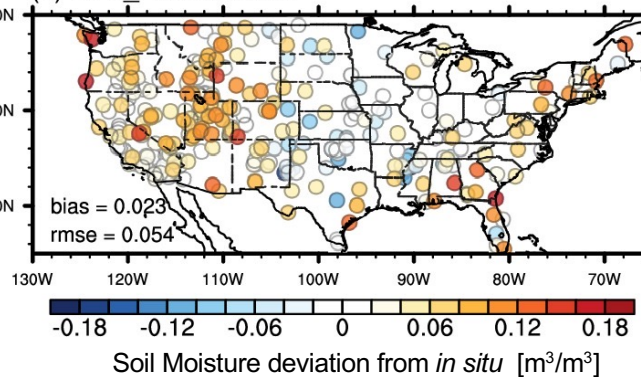 bias = 0.023
rmse = 0.054
130W 120W 110W 100W 90W 80W 70W
-0.18 -0.12 -0.06 0 0.06 0.12 0.18
Soil Moisture deviation from in situ [m³/m³]